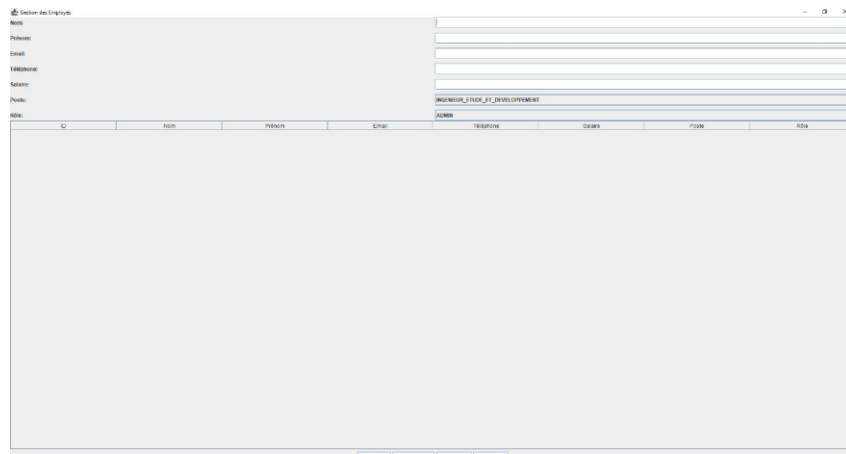 Gestion des Employés
Nom:
Prénom:
Email:
Téléphone:
Salaire:
Poste: INGENIEUR_ETUDE_ET_DEVELOPPEMENT
Rôle: ADMIN
ID Nom Prénom Email Téléphone Salaire Poste Rôle